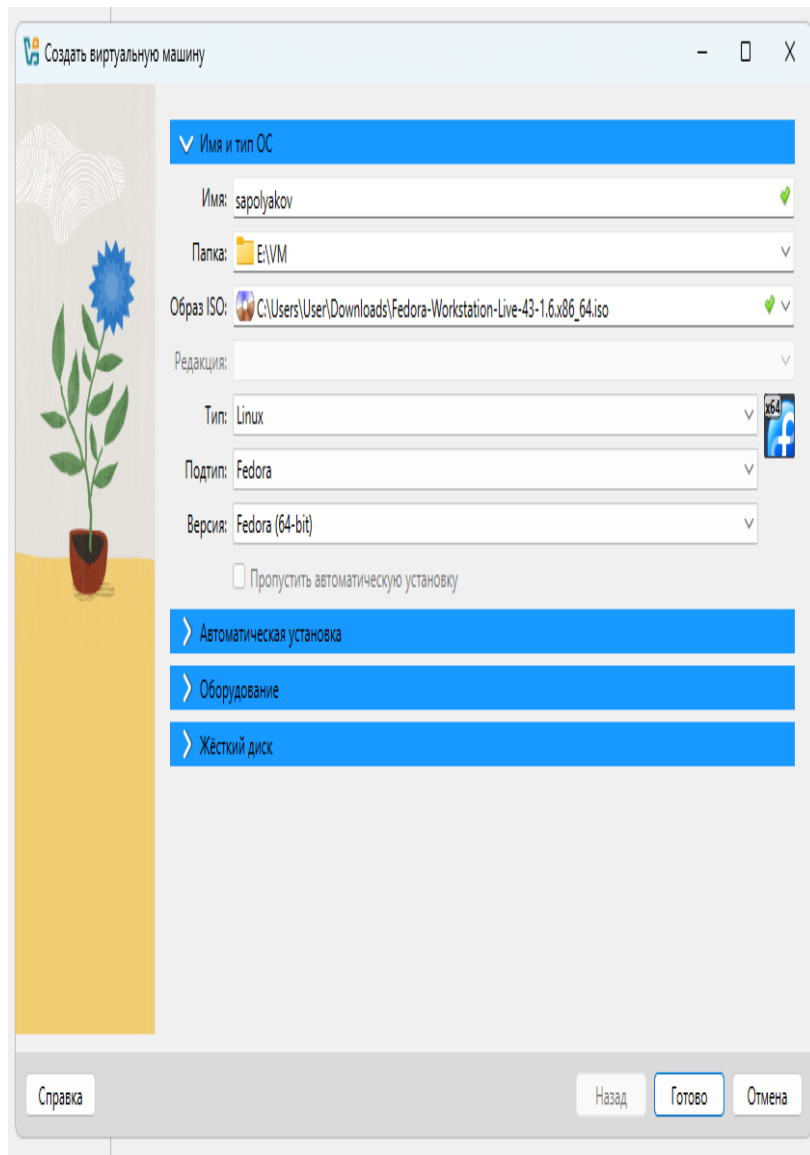 Создать виртуальную машину
Имя и тип ОС
Имя: sapolyakov
Папка: E:\VM
Образ ISO: C:\Users\User\Downloads\Fedora-Workstation-Live-43-1.6.x86_64.iso
Редакция:
Тип: Linux
x64
Подтип: Fedora
Версия: Fedora (64-bit)
Пропустить автоматическую установку
Автоматическая установка
Оборудование
Жёсткий диск
Справка Назад Готово Отмена